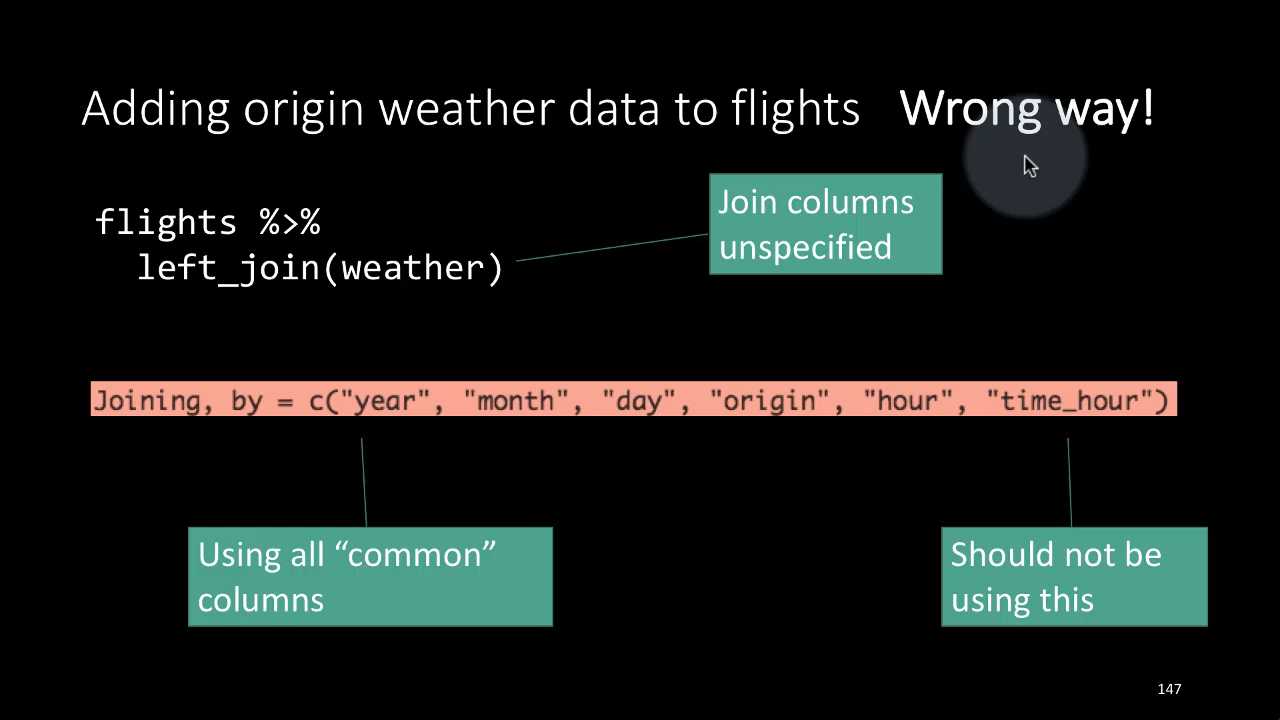 Adding origin weather data to flights Wrong way!
flights %>%
left_join(weather)
Join columns
unspecified
Joining, by = c("year", "month", "day", "origin", "hour", "time_hour")
Using all “common”
columns
Should not be
using this
147